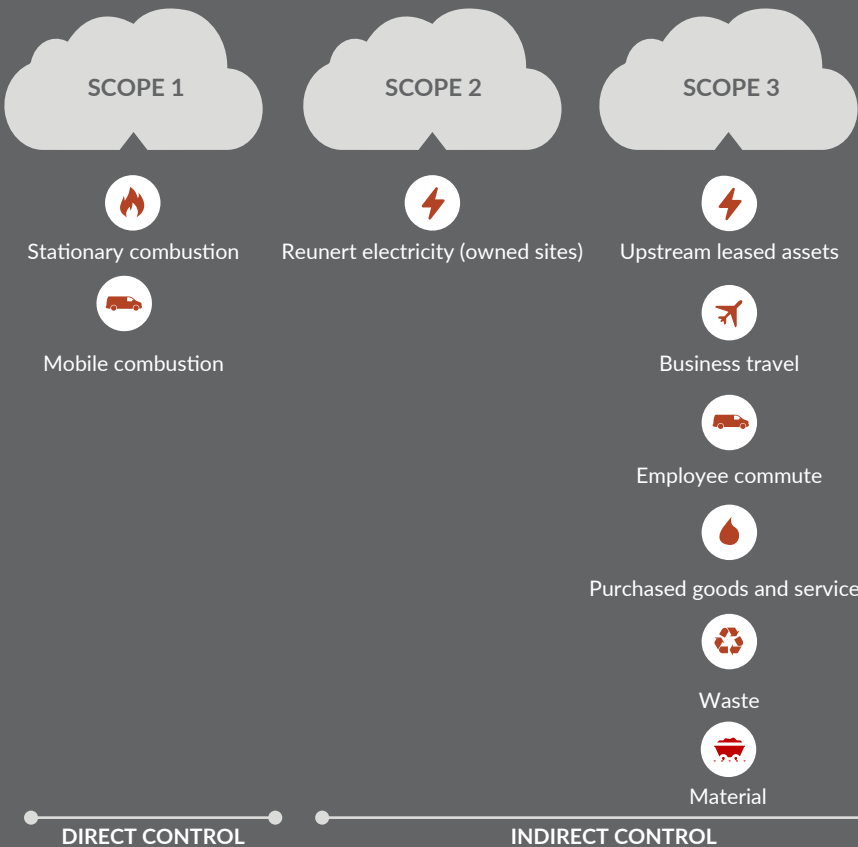 SCOPE 1
SCOPE 2
SCOPE 3
Stationary combustion
Reunert electricity (owned sites)
Upstream leased assets
Mobile combustion
Business travel
Employee commute
Purchased goods and service
Waste
Material
DIRECT CONTROL
INDIRECT CONTROL